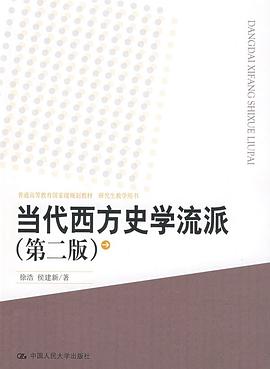 DANGDAI XIFANG SHIXUE LIUPAI
普通高等教育国家级规划教材 研究生教学用书
当代西方史学流派
(第二版)
徐浩 侯建新/著
中国人民大学出版社